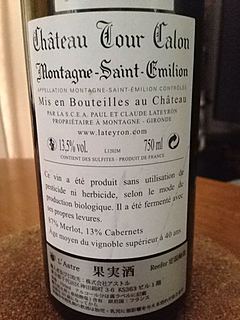 Château Tour Calon
Montagne-Saint-Emilion
APPELLATION MONTAGNE-SAINT-ÉMILION CONTRÔLÉE
Mis en Bouteilles au Château
PAR LA S.C.E.A. PAUL ET CLAUDE LATEYRON
PROPRIÉTAIRE À MONTAGNE - GIRONDE
www.lateyron.com
13,5% vol. 750 ml
CONTIENT DES SULFITES - PRODUIT DE FRANCE
Ce vin a été produit sans utilisation de
pesticide ni herbicide, selon le mode de
production biologique. Il a été fermenté avec
ses propres levures.
87% Merlot, 13% Cabernets
Age moyen du vignoble supérieur à 40 ans
L'Astre 果実酒 Reefer